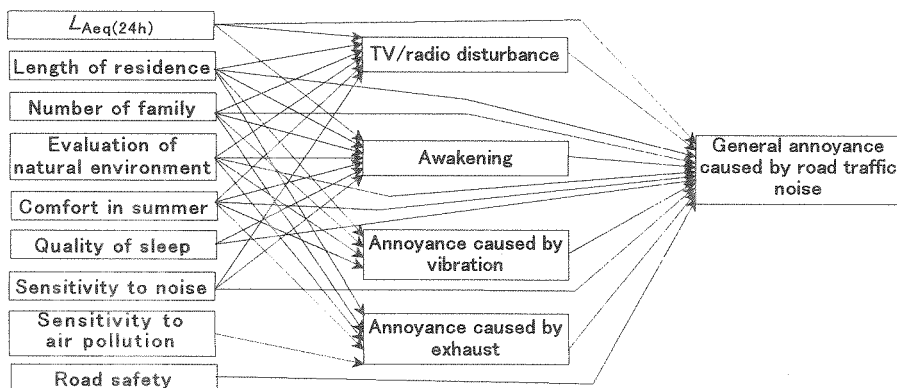 LAeq(24h)
Length of residence
Number of family
Evaluation of
natural environment
Comfort in summer
Quality of sleep
Sensitivity to noise
Sensitivity to
air pollution
Road safety
TV/radio disturbance
Awakening
Annoyance caused by
vibration
Annoyance caused by
exhaust
General annoyance
caused by road traffic
noise